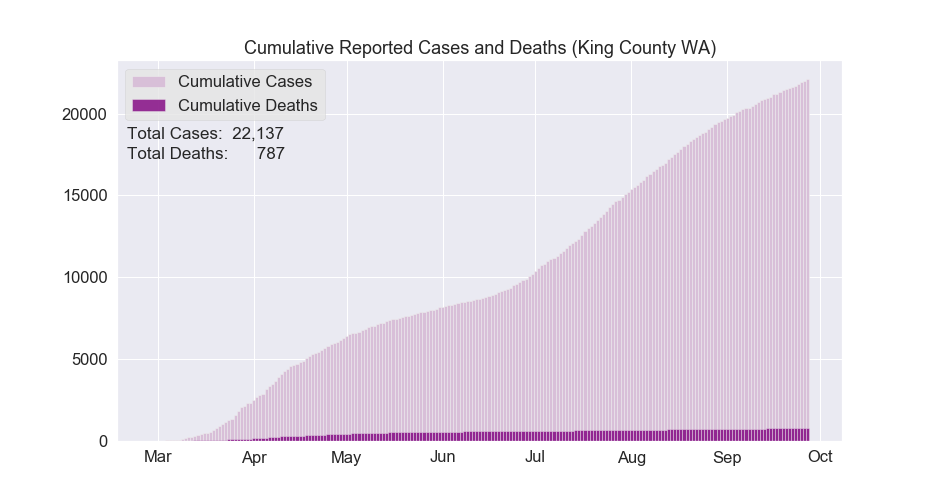 Cumulative Reported Cases and Deaths (King County WA)
Cumulative Cases
Cumulative Deaths
Total Cases: 22,137
Total Deaths: 787
20000
15000
10000
5000
0
Mar Apr May Jun Jul Aug Sep Oct